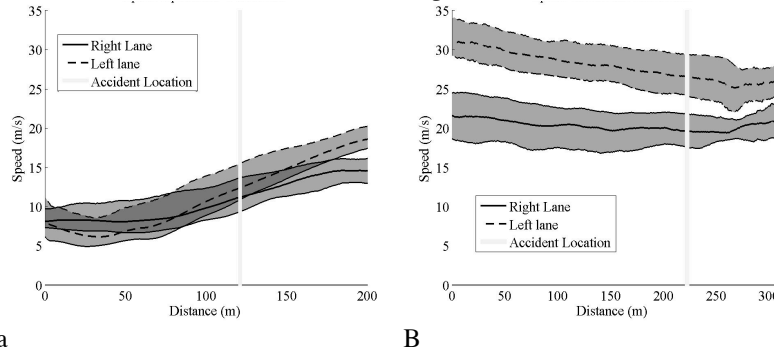 35
30
25
20
15
10
5
0
Speed (m/s)
Right Lane
Left lane
Accident Location
0 50 100 150 200
Distance (m)
a
35
30
25
20
15
10
5
0
Speed (m/s)
Right Lane
Left lane
Accident Location
0 50 100 150 200 250 300
Distance (m)
B